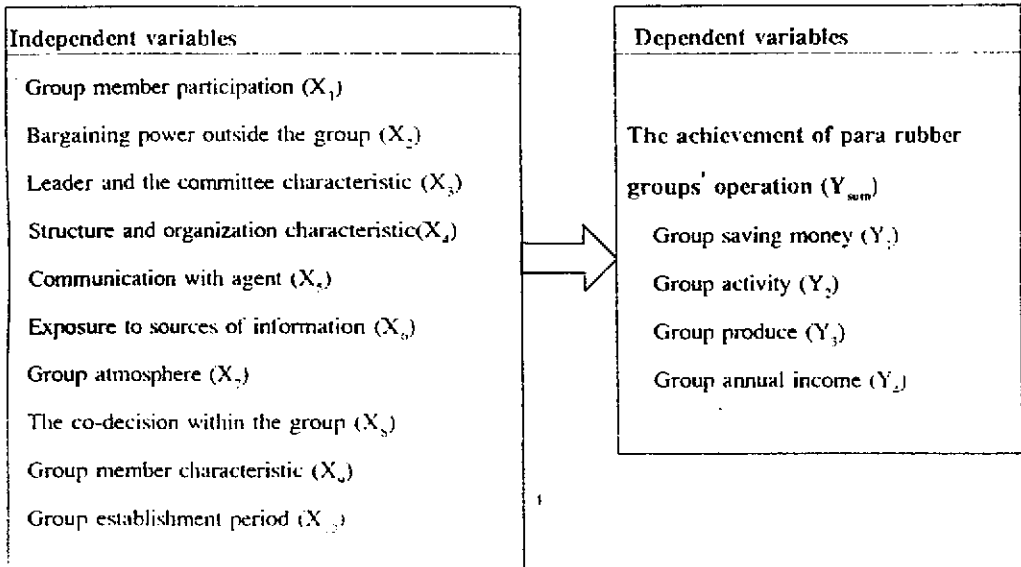 Independent variables
Group member participation (X₁)
Bargaining power outside the group (X₂)
Leader and the committee characteristic (X₃)
Structure and organization characteristic(X₄)
Communication with agent (X₅)
Exposure to sources of information (X₆)
Group atmosphere (X₇)
The co-decision within the group (X₈)
Group member characteristic (X₉)
Group establishment period
Dependent variables
The achievement of para rubber
groups' operation (Y_sum)
Group saving money (Y₁)
Group activity (Y₂)
Group produce (Y₃)
Group annual income (Y₄)